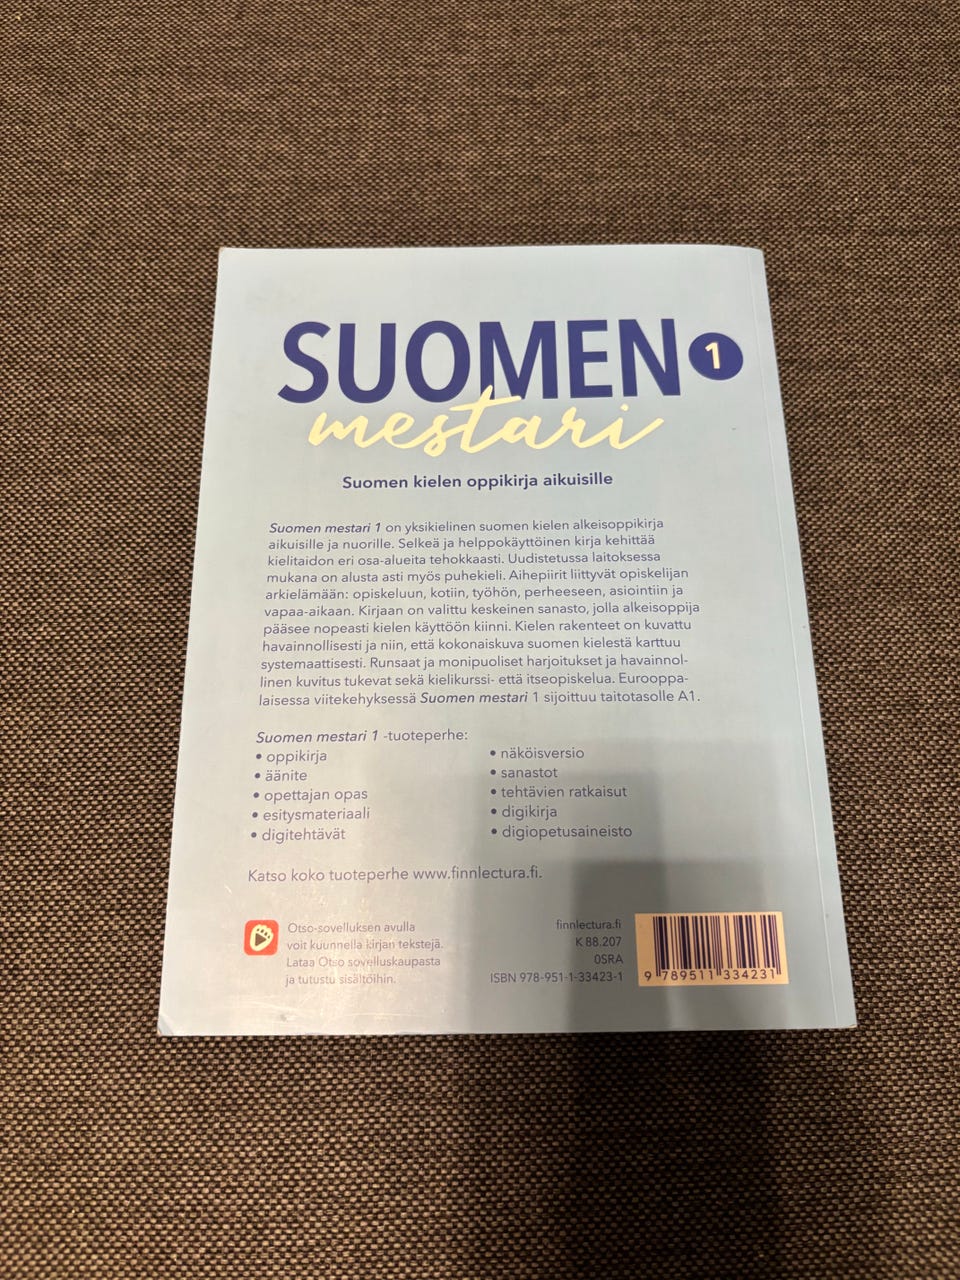 SUOMEN 1
mestari
Suomen kielen oppikirja aikuisille
Suomen mestari 1 on yksikielinen suomen kielen alkeisoppikirja
aikuisille ja nuorille. Selkeä ja helppokäyttöinen kirja kehittää
kielitaidon eri osa-alueita tehokkaasti. Uudistetussa laitoksessa
mukana on alusta asti myös puhekieli. Aihepiirit liittyvät opiskelijan
arkielämään: opiskeluun, kotiin, työhön, perheeseen, asiointiin ja
vapaa-aikaan. Kirjaan on valittu keskeinen sanasto, jolla alkeisoppija
pääsee nopeasti kielen käyttöön kiinni. Kielen rakenteet on kuvattu
havainnollisesti ja niin, että kokonaiskuva suomen kielestä karttuu
systemaattisesti. Runsaat ja monipuoliset harjoitukset ja havainnol-
linen kuvitus tukevat sekä kielikurssi- että itseopiskelua. Eurooppa-
laisessa viitekehyksessä Suomen mestari 1 sijoittuu taitotasolle A1.
Suomen mestari 1 -tuoteperhe:
• oppikirja
• äänite
• opettajan opas
• esitysmateriaali
• digitehtävät
• näköisversio
• sanastot
• tehtävien ratkaisut
• digikirja
• digiopetusaineisto
Katso koko tuoteperhe www.finnlectura.fi.
Otso-sovelluksen avulla
voit kuunnella kirjan tekstejä.
Lataa Otso sovelluskaupasta
ja tutustu sisältöihin.
finnlectura.fi
K 88.207
0SRA
ISBN 978-951-1-33423-1
9 789511 334231